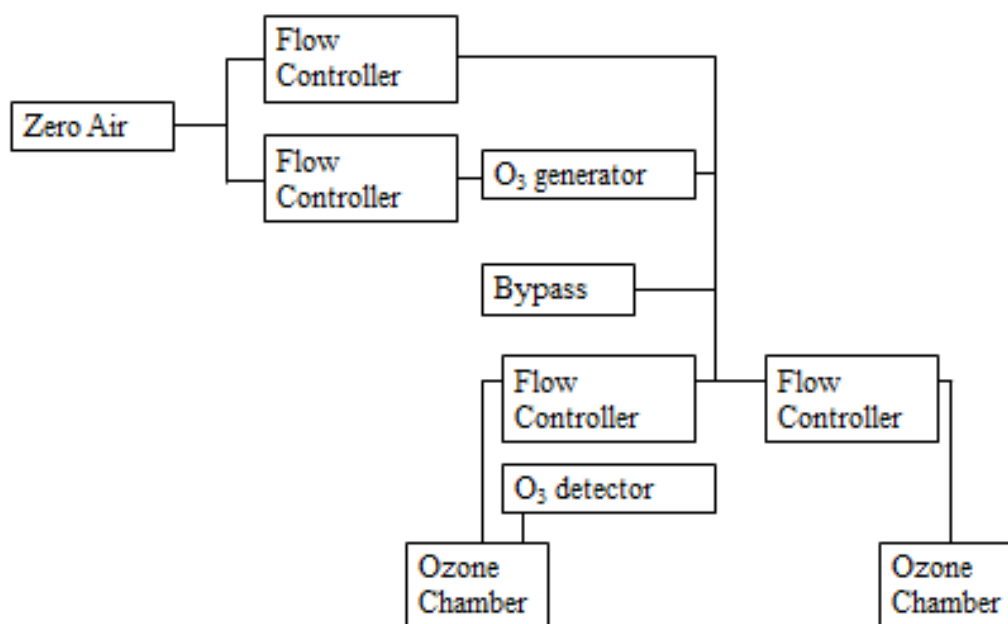 Flow
Controller
Zero Air
Flow
Controller
O₃ generator
Bypass
Flow
Controller
Flow
Controller
O₃ detector
Ozone
Chamber
Ozone
Chamber